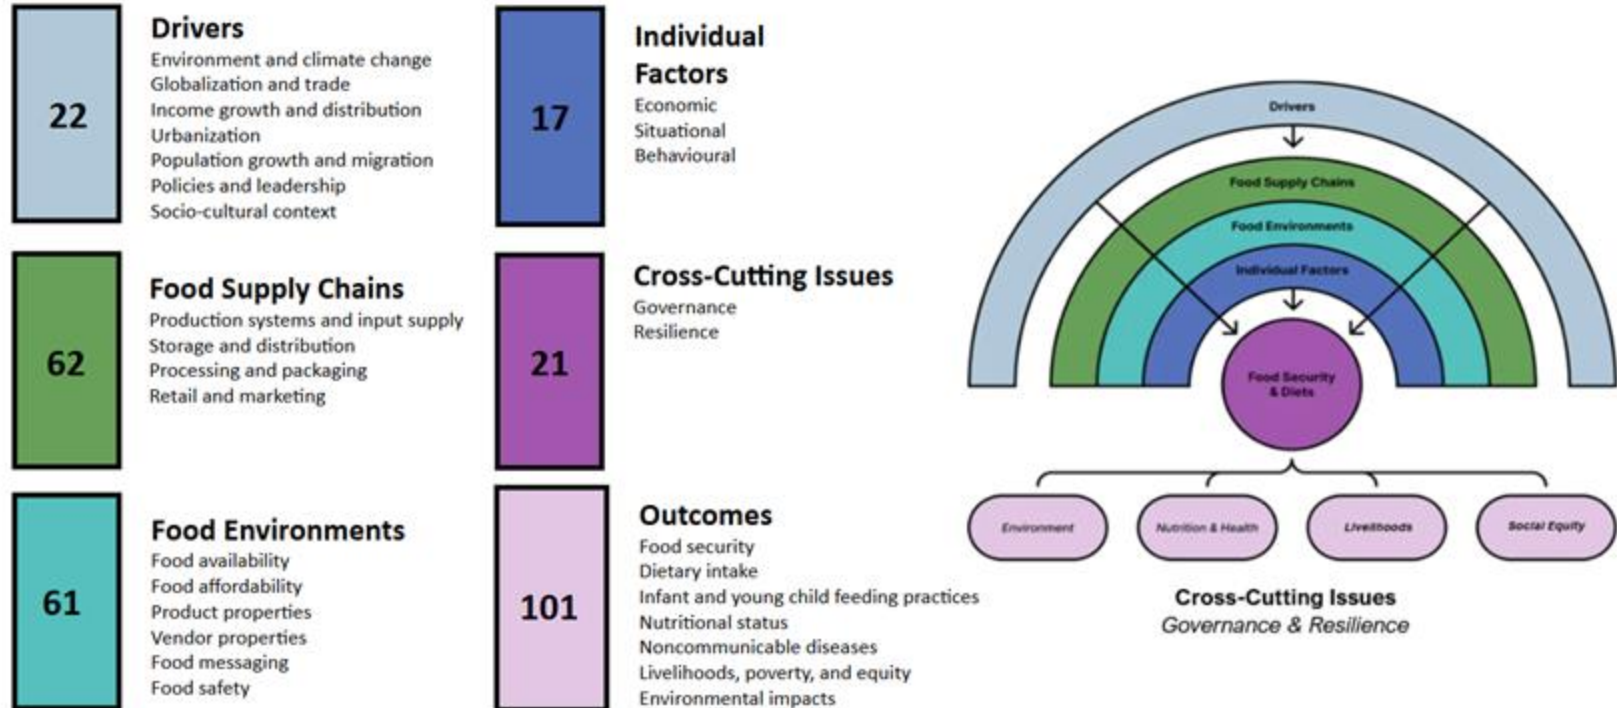 22
Drivers
Environment and climate change
Globalization and trade
Income growth and distribution
Urbanization
Population growth and migration
Policies and leadership
Socio-cultural context
62
Food Supply Chains
Production systems and input supply
Storage and distribution
Processing and packaging
Retail and marketing
61
Food Environments
Food availability
Food affordability
Product properties
Vendor properties
Food messaging
Food safety
17
Individual
Factors
Economic
Situational
Behavioural
21
Cross-Cutting Issues
Governance
Resilience
101
Outcomes
Food security
Dietary intake
Infant and young child feeding practices
Nutritional status
Noncommunicable diseases
Livelihoods, poverty, and equity
Environmental impacts
Drivers
Food Supply Chains
Food Environments
Individual Factors
Food Security
& Diets
Environment
Nutrition & Health
Livelihoods
Social Equity
Cross-Cutting Issues
Governance & Resilience